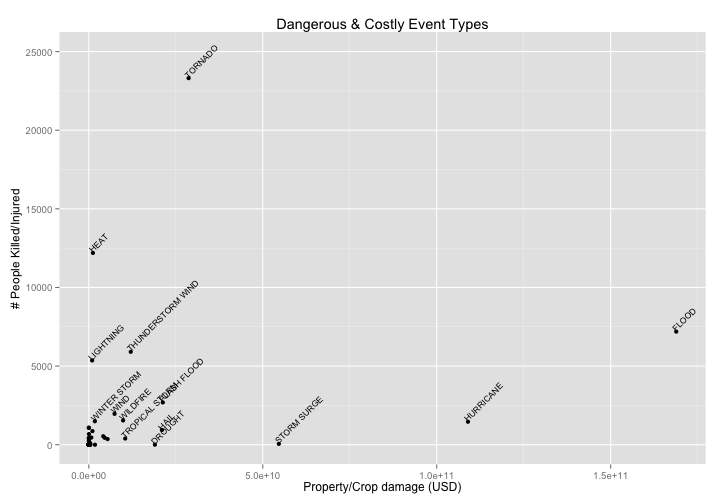 Dangerous & Costly Event Types
# People Killed/Injured
25000
20000
15000
10000
5000
0
TORNADO
HEAT
THUNDERSTORM WIND
LIGHTNING
FLOOD
FLASH FLOOD
WINTER STORM
WIND
WILDFIRE
TROPICAL STORM
HAIL
DROUGHT
STORM SURGE
HURRICANE
0.0e+00
5.0e+10
1.0e+11
1.5e+11
Property/Crop damage (USD)